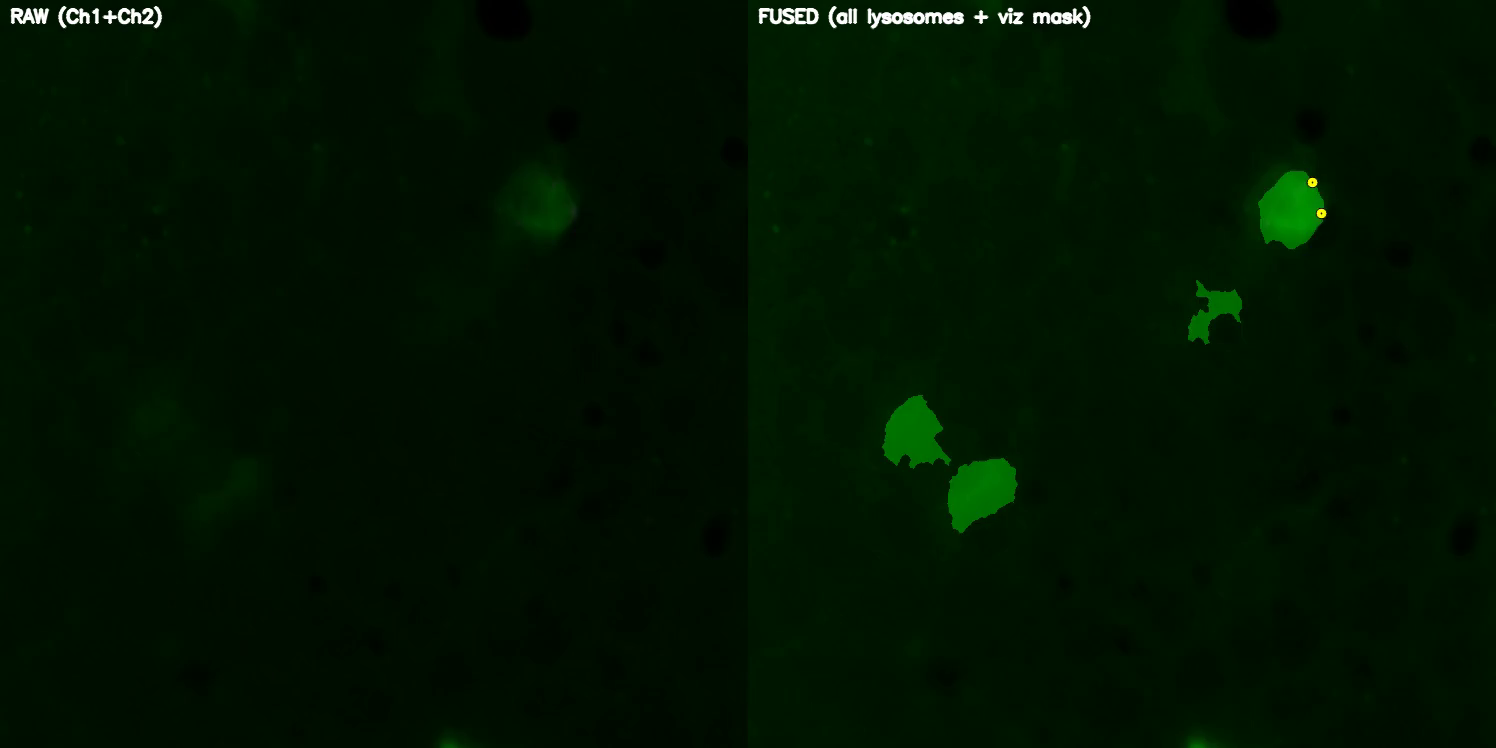 RAW (Ch1+Ch2)
FUSED (all lysosomes + viz mask)